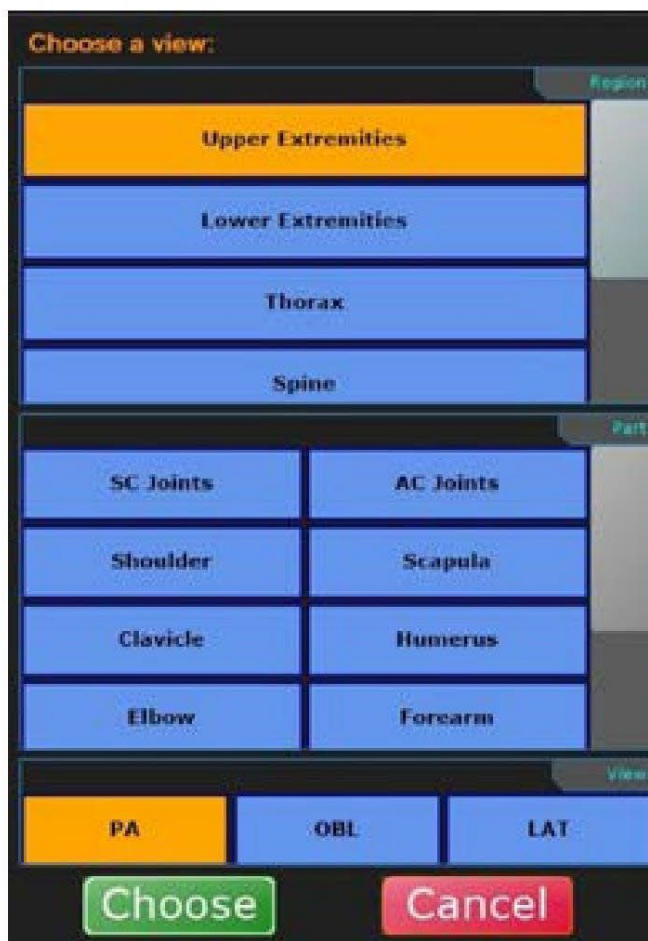 Choose a view:
Region
Upper Extremities
Lower Extremities
Thorax
Spine
Part
SC Joints AC Joints
Shoulder Scapula
Clavicle Humerus
Elbow Forearm
View
PA OBL LAT
Choose Cancel